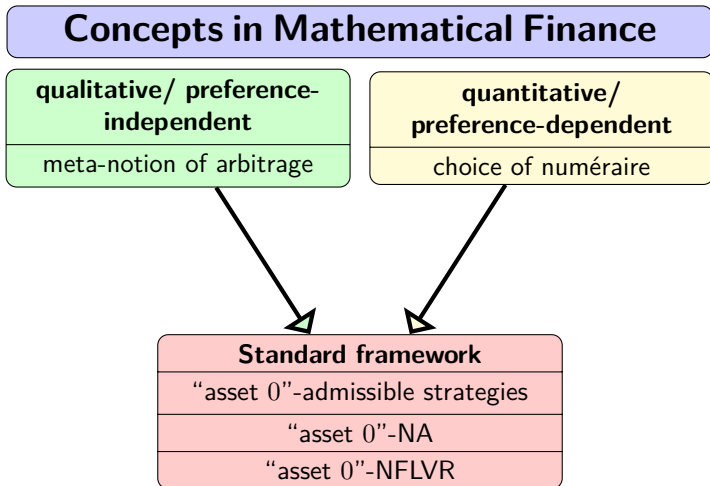 Concepts in Mathematical Finance
qualitative/ preference-
independent
meta-notion of arbitrage
quantitative/
preference-dependent
choice of numéraire
Standard framework
“asset 0”-admissible strategies
“asset 0”-NA
“asset 0”-NFLVR